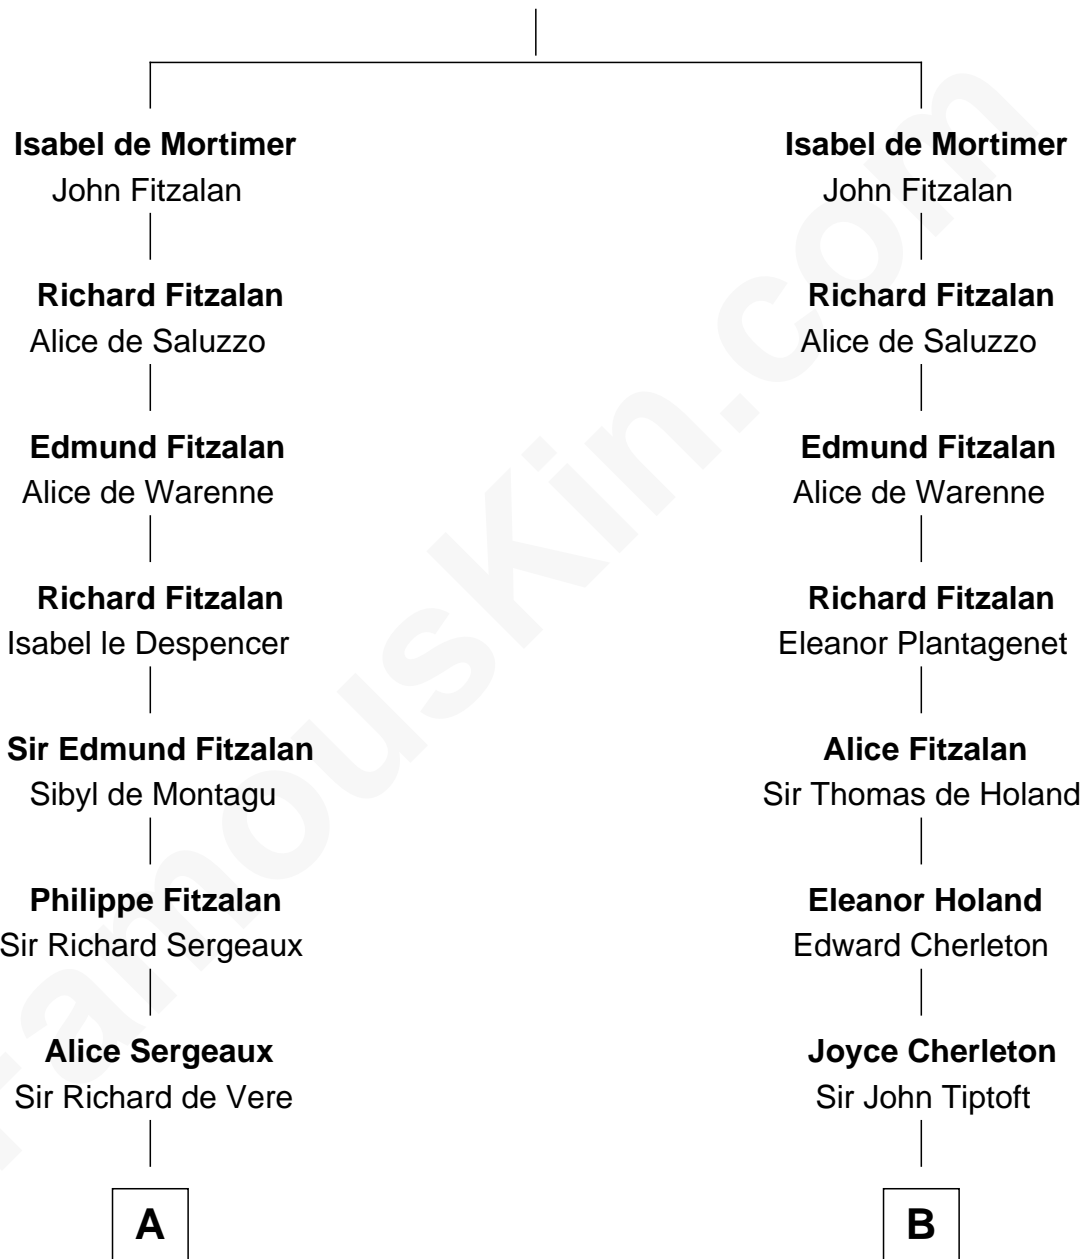 Isabel de Mortimer
John Fitzalan
Richard Fitzalan
Alice de Saluzzo
Edmund Fitzalan
Alice de Warenne
Richard Fitzalan
Isabel le Despencer
Sir Edmund Fitzalan
Sibyl de Montagu
Philippe Fitzalan
Sir Richard Sergeaux
Alice Sergeaux
Sir Richard de Vere
A
Isabel de Mortimer
John Fitzalan
Richard Fitzalan
Alice de Saluzzo
Edmund Fitzalan
Alice de Warenne
Richard Fitzalan
Eleanor Plantagenet
Alice Fitzalan
Sir Thomas de Holand
Eleanor Holand
Edward Cherleton
Joyce Cherleton
Sir John Tiptoft
B
FamousKin.com